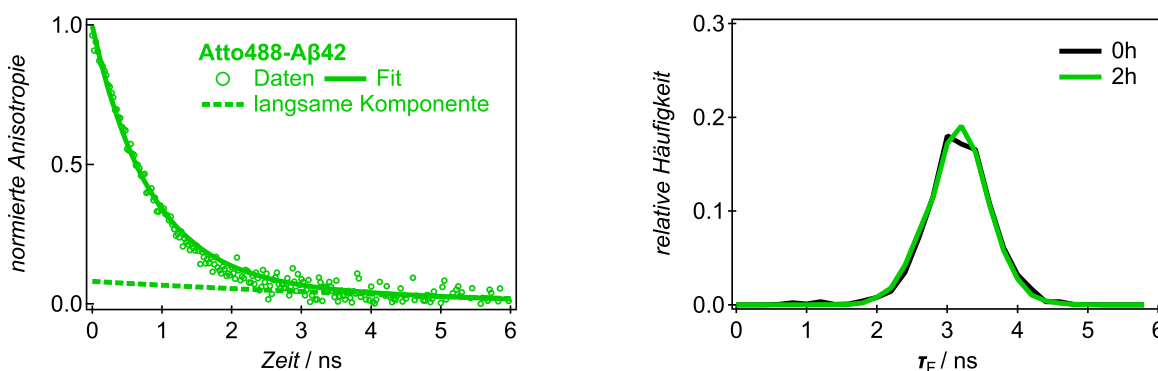 normierte Anisotropie
1.0
0.5
0.0
Atto488-Aβ42
Daten Fit
langsame Komponente
0 1 2 3 4 5 6
Zeit / ns
relative Häufigkeit
0.3
0.2
0.1
0.0
0h
2h
0 1 2 3 4 5 6
τF / ns